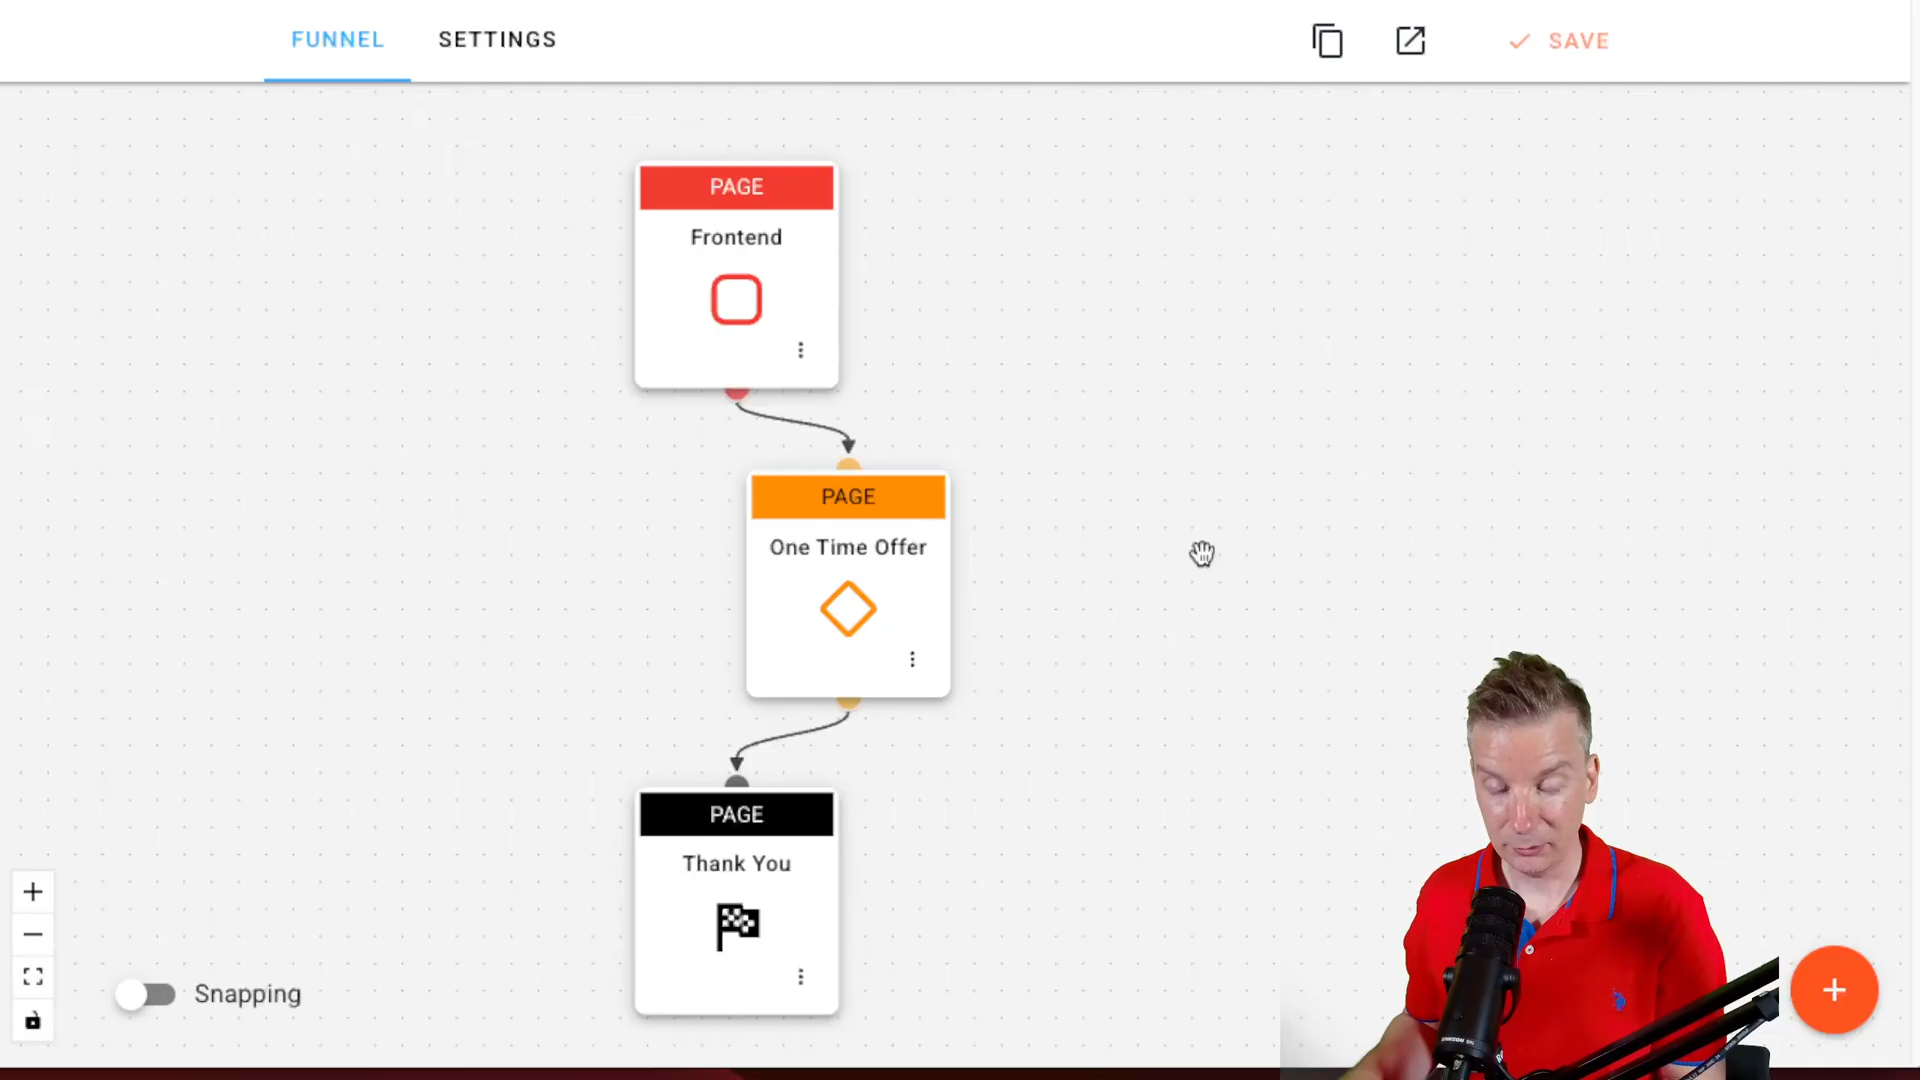 FUNNEL
SETTINGS
SAVE
PAGE
Frontend
PAGE
One Time Offer
PAGE
Thank You
Snapping